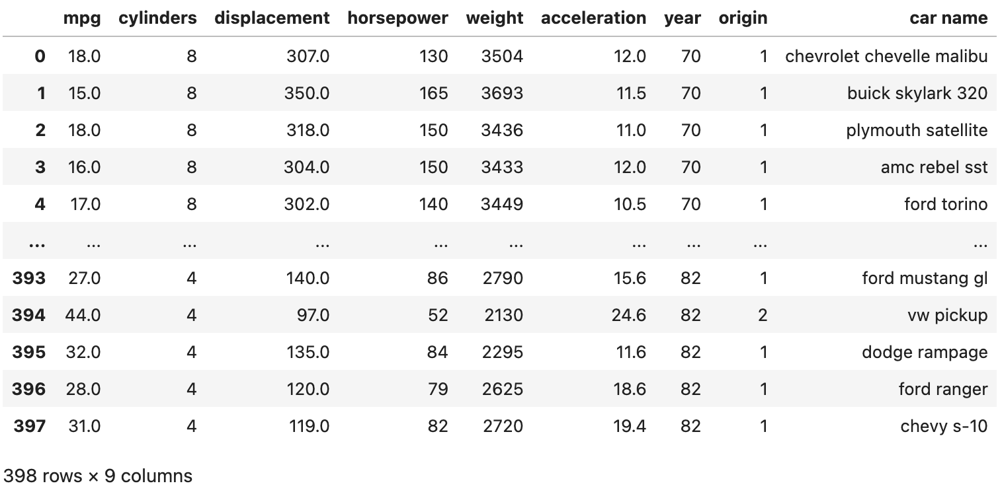 mpg cylinders displacement horsepower weight acceleration year origin car name
0 18.0 8 307.0 130 3504 12.0 70 1 chevrolet chevelle malibu
1 15.0 8 350.0 165 3693 11.5 70 1 buick skylark 320
2 18.0 8 318.0 150 3436 11.0 70 1 plymouth satellite
3 16.0 8 304.0 150 3433 12.0 70 1 amc rebel sst
4 17.0 8 302.0 140 3449 10.5 70 1 ford torino
... ... ... ... ... ... ... ... ... ...
393 27.0 4 140.0 86 2790 15.6 82 1 ford mustang gl
394 44.0 4 97.0 52 2130 24.6 82 2 vw pickup
395 32.0 4 135.0 84 2295 11.6 82 1 dodge rampage
396 28.0 4 120.0 79 2625 18.6 82 1 ford ranger
397 31.0 4 119.0 82 2720 19.4 82 1 chevy s-10
398 rows × 9 columns